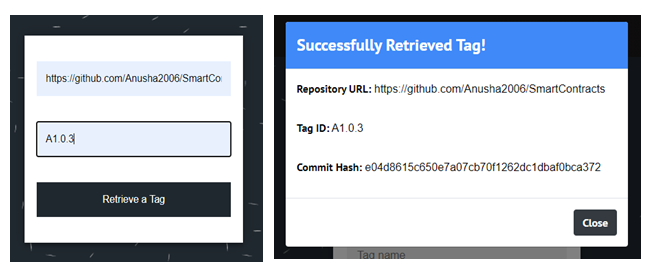 https://github.com/Anusha2006/SmartCo
A1.0.3
Retrieve a Tag
Successfully Retrieved Tag!
Repository URL: https://github.com/Anusha2006/SmartContracts
Tag ID: A1.0.3
Commit Hash: e04d8615c650e7a07cb70f1262dc1dbaf0bca372
Close
Tag name